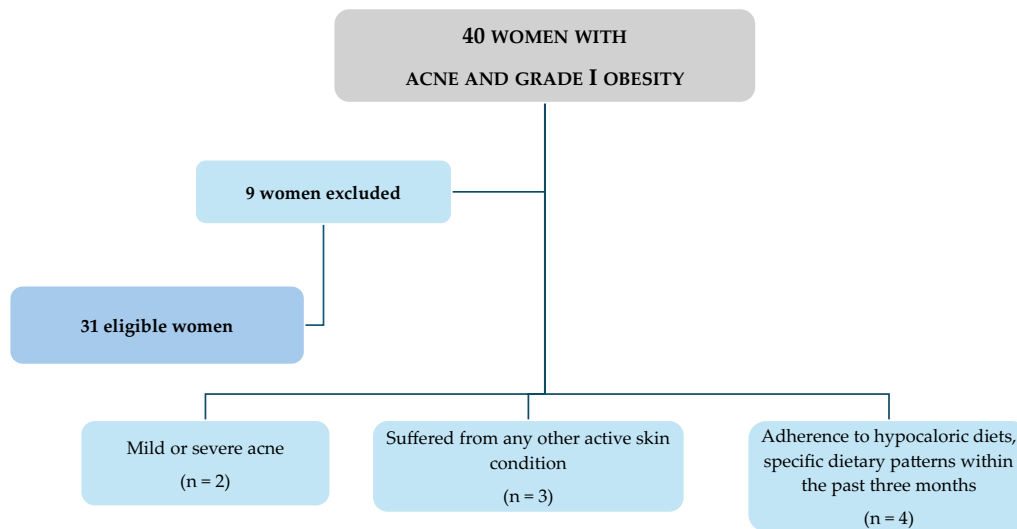 40 WOMEN WITH
ACNE AND GRADE I OBESITY
9 women excluded
31 eligible women
Mild or severe acne
(n = 2)
Suffered from any other active skin
condition
(n = 3)
Adherence to hypocaloric diets,
specific dietary patterns within
the past three months
(n = 4)